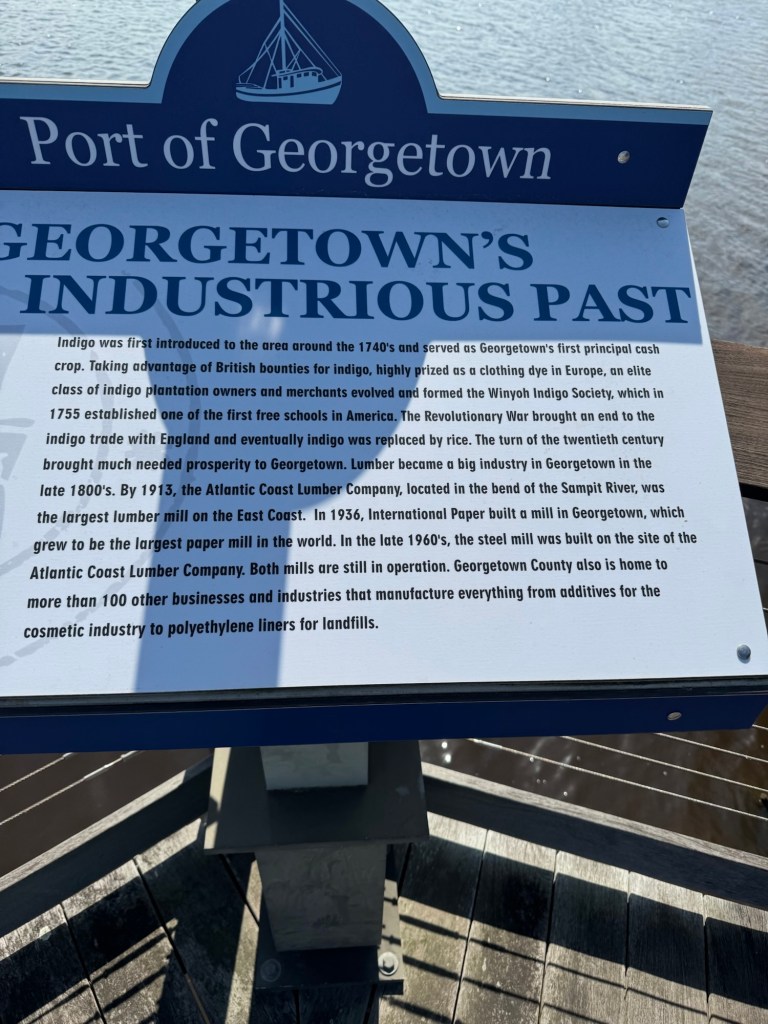 Port of Georgetown
GEORGETOWN'S
INDUSTRIOUS PAST
Indigo was first introduced to the area around the 1740's and served as Georgetown's first principal cash
crop. Taking advantage of British bounties for indigo, highly prized as a clothing dye in Europe, an elite
class of indigo plantation owners and merchants evolved and formed the Winyoh Indigo Society, which in
1755 established one of the first free schools in America. The Revolutionary War brought an end to the
indigo trade with England and eventually indigo was replaced by rice. The turn of the twentieth century
brought much needed prosperity to Georgetown. Lumber became a big industry in Georgetown in the
late 1800's. By 1913, the Atlantic Coast Lumber Company, located in the bend of the Sampit River, was
the largest lumber mill on the East Coast. In 1936, International Paper built a mill in Georgetown, which
grew to be the largest paper mill in the world. In the late 1960's, the steel mill was built on the site of the
Atlantic Coast Lumber Company. Both mills are still in operation. Georgetown County also is home to
more than 100 other businesses and industries that manufacture everything from additives for the
cosmetic industry to polyethylene liners for landfills.